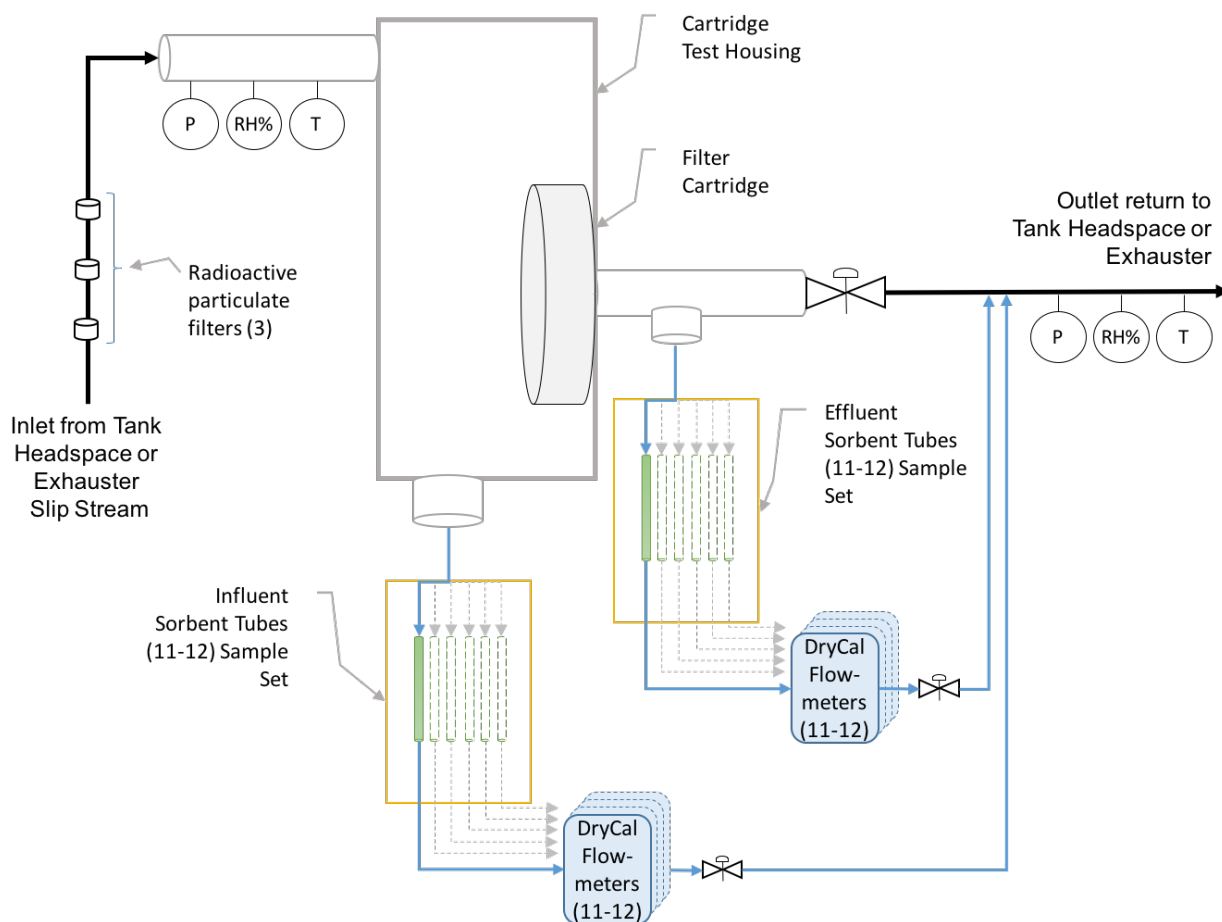 Cartridge
Test Housing
P
RH%
T
Filter
Cartridge
Outlet return to
Tank Headspace or
Exhauster
Radioactive
particulate
filters (3)
P
RH%
T
Inlet from Tank
Headspace or
Exhauster
Slip Stream
Effluent
Sorbent Tubes
(11-12) Sample
Set
Influent
Sorbent Tubes
(11-12) Sample
Set
DryCal
Flow-
meters
(11-12)
DryCal
Flow-
meters
(11-12)